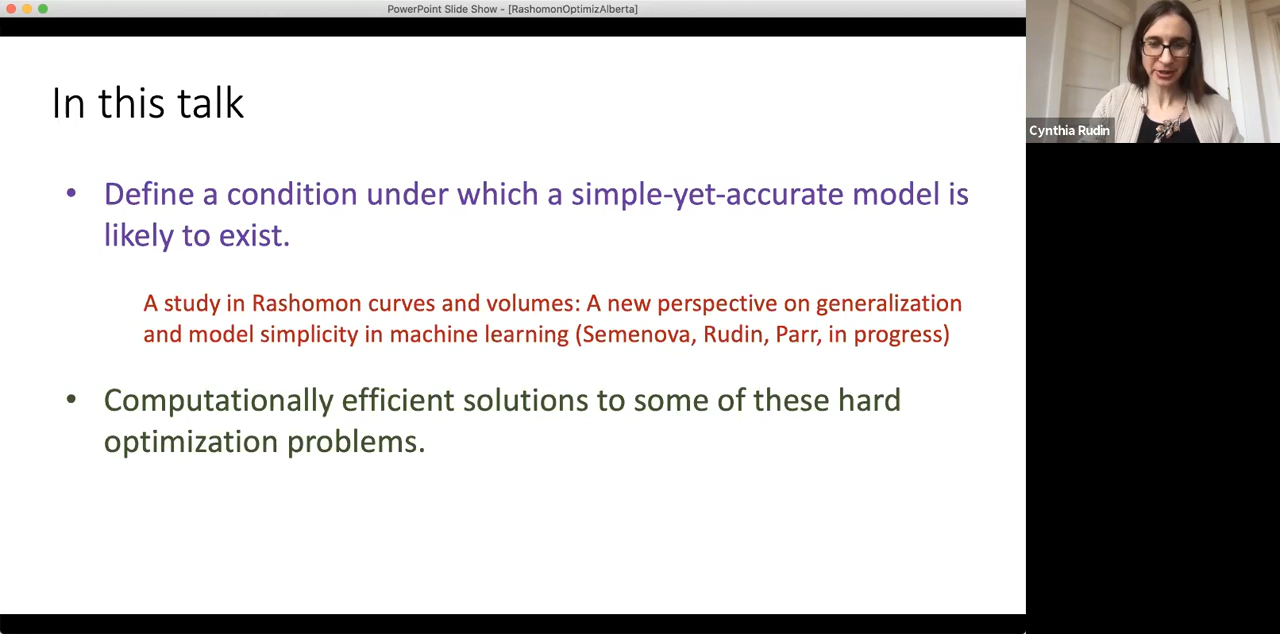 PowerPoint Slide Show - [RashomonOptimizAlberta]
In this talk
• Define a condition under which a simple-yet-accurate model is
likely to exist.
A study in Rashomon curves and volumes: A new perspective on generalization
and model simplicity in machine learning (Semenova, Rudin, Parr, in progress)
• Computationally efficient solutions to some of these hard
optimization problems.
Cynthia Rudin